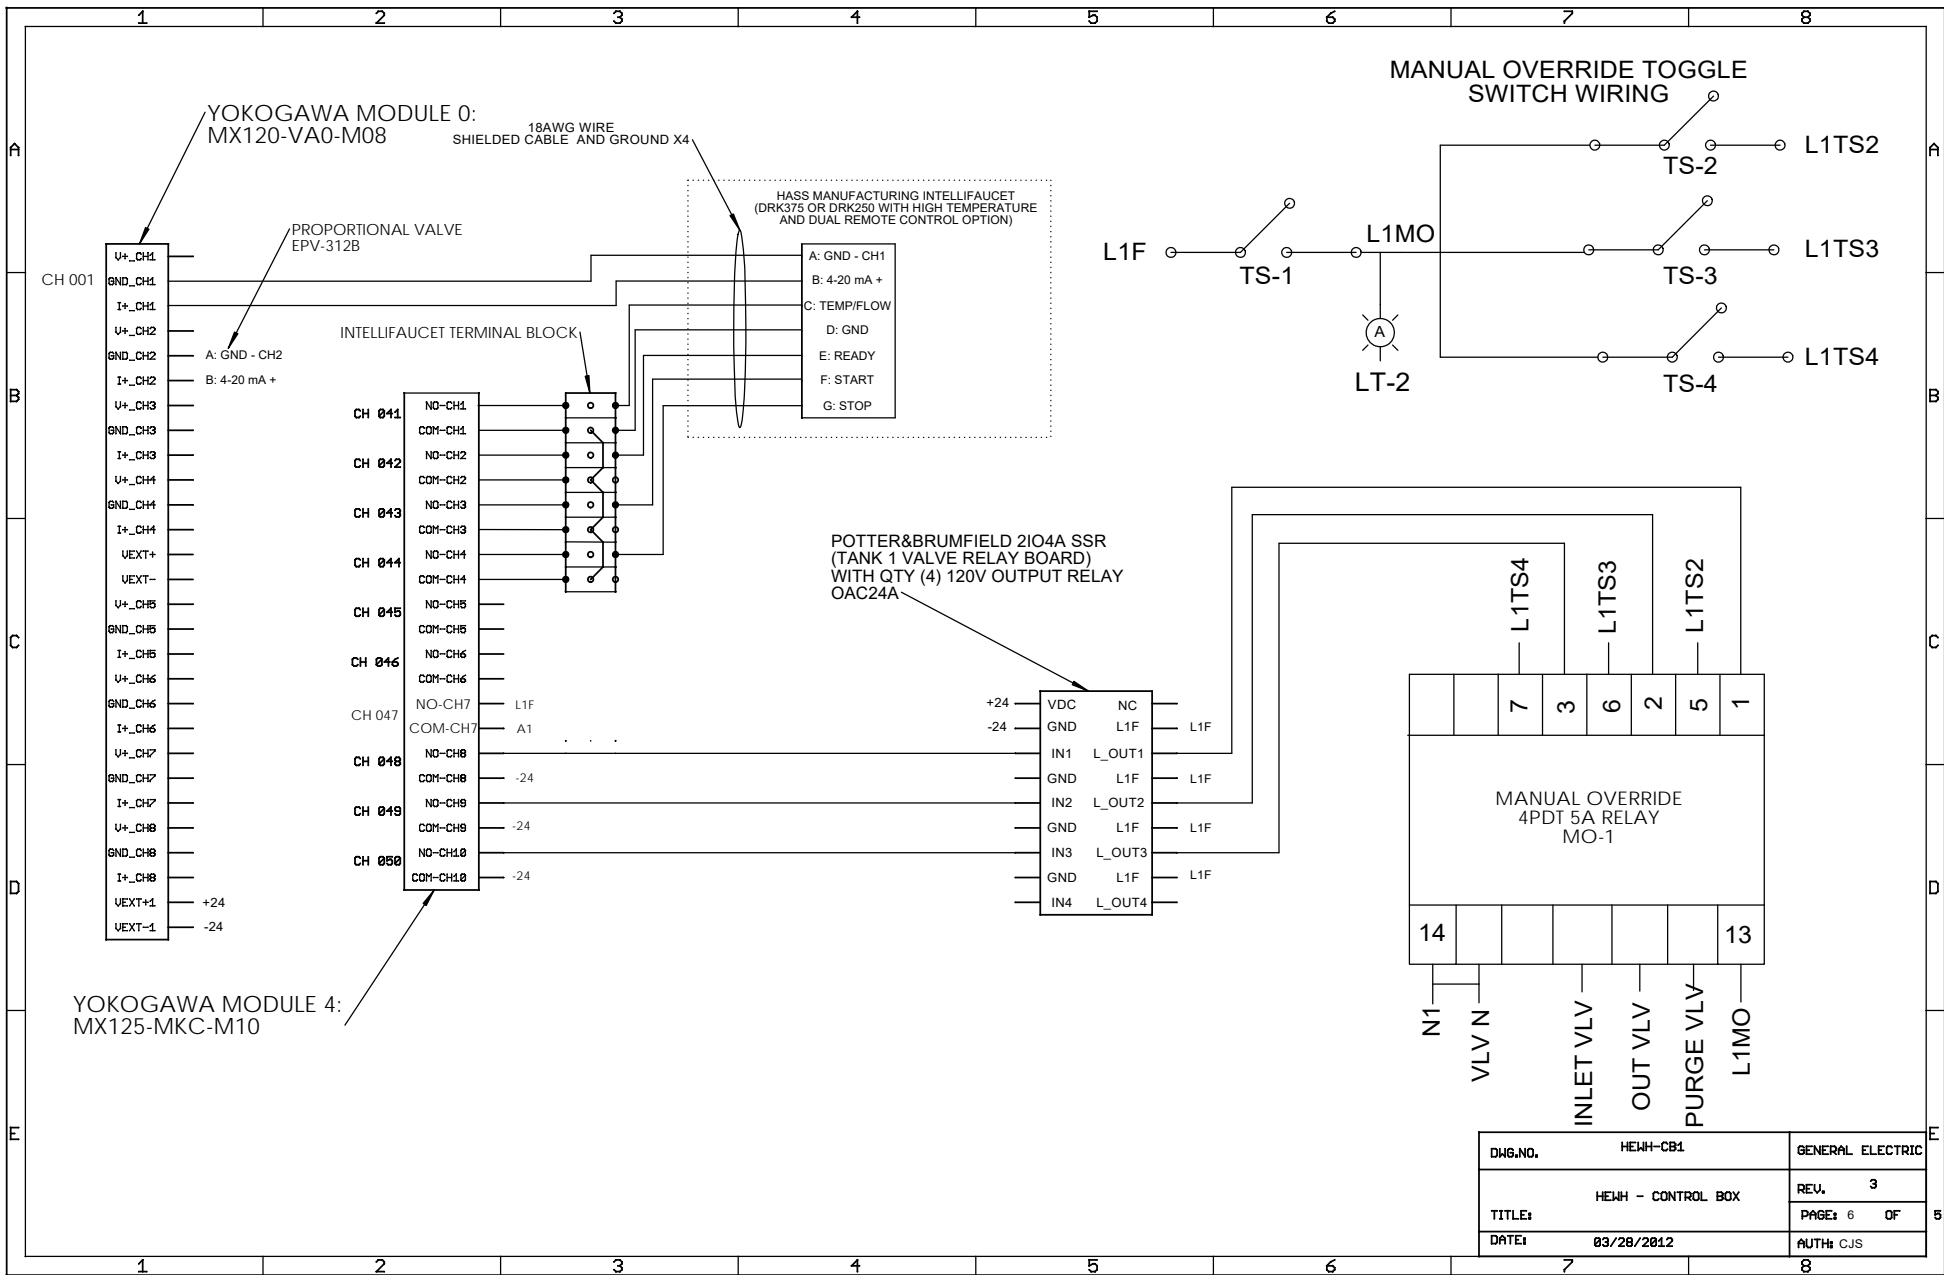 1 2 3 4 5 6 7 8
A
B
C
D
E
A
B
C
D
E
YOKOGAWA MODULE 0:
MX120-VA0-M08
18AWG WIRE
SHIELDED CABLE AND GROUND X4
PROPORTIONAL VALVE
EPV-312B
CH 001
V+_CH1
GND_CH1
I+_CH1
V+_CH2
GND_CH2
I+_CH2
V+_CH3
GND_CH3
I+_CH3
V+_CH4
GND_CH4
I+_CH4
VEXT+
VEXT-
V+_CH5
GND_CH5
I+_CH5
V+_CH6
GND_CH6
I+_CH6
V+_CH7
GND_CH7
I+_CH7
V+_CH8
GND_CH8
I+_CH8
VEXT+1
VEXT-1
A: GND - CH2
B: 4-20 mA +
+24
-24
INTELLIFAUCET TERMINAL BLOCK
CH 041
CH 042
CH 043
CH 044
CH 045
CH 046
CH 047
CH 048
CH 049
CH 050
NO-CH1
COM-CH1
NO-CH2
COM-CH2
NO-CH3
COM-CH3
NO-CH4
COM-CH4
NO-CH5
COM-CH5
NO-CH6
COM-CH6
NO-CH7
COM-CH7
NO-CH8
COM-CH8
NO-CH9
COM-CH9
NO-CH10
COM-CH10
L1F
A1
-24
-24
-24
YOKOGAWA MODULE 4:
MX125-MKC-M10
HASS MANUFACTURING INTELLIFAUCET
(DRK375 OR DRK250 WITH HIGH TEMPERATURE
AND DUAL REMOTE CONTROL OPTION)
A: GND - CH1
B: 4-20 mA +
C: TEMP/FLOW
D: GND
E: READY
F: START
G: STOP
POTTER&BRUMFIELD 2IO4A SSR
(TANK 1 VALVE RELAY BOARD)
WITH QTY (4) 120V OUTPUT RELAY
OAC24A
+24
-24
VDC NC
GND L1F
IN1 L_OUT1
GND L1F
IN2 L_OUT2
GND L1F
IN3 L_OUT3
GND L1F
IN4 L_OUT4
L1F
L1F
L1F
L1F
MANUAL OVERRIDE TOGGLE
SWITCH WIRING
L1F
TS-1
L1MO
A
LT-2
TS-2
L1TS2
TS-3
L1TS3
TS-4
L1TS4
L1TS4
L1TS3
L1TS2
7 3 6 2 5 1
MANUAL OVERRIDE
4PDT 5A RELAY
MO-1
14 13
N1
VLV N
INLET VLV
OUT VLV
PURGE VLV
L1MO
DWG.NO. HEWH-CB1
GENERAL ELECTRIC
HEWH - CONTROL BOX
TITLE:
REV. 3
PAGE: 6 OF 5
DATE: 03/28/2012
AUTH: CJS
1 2 3 4 5 6 7 8